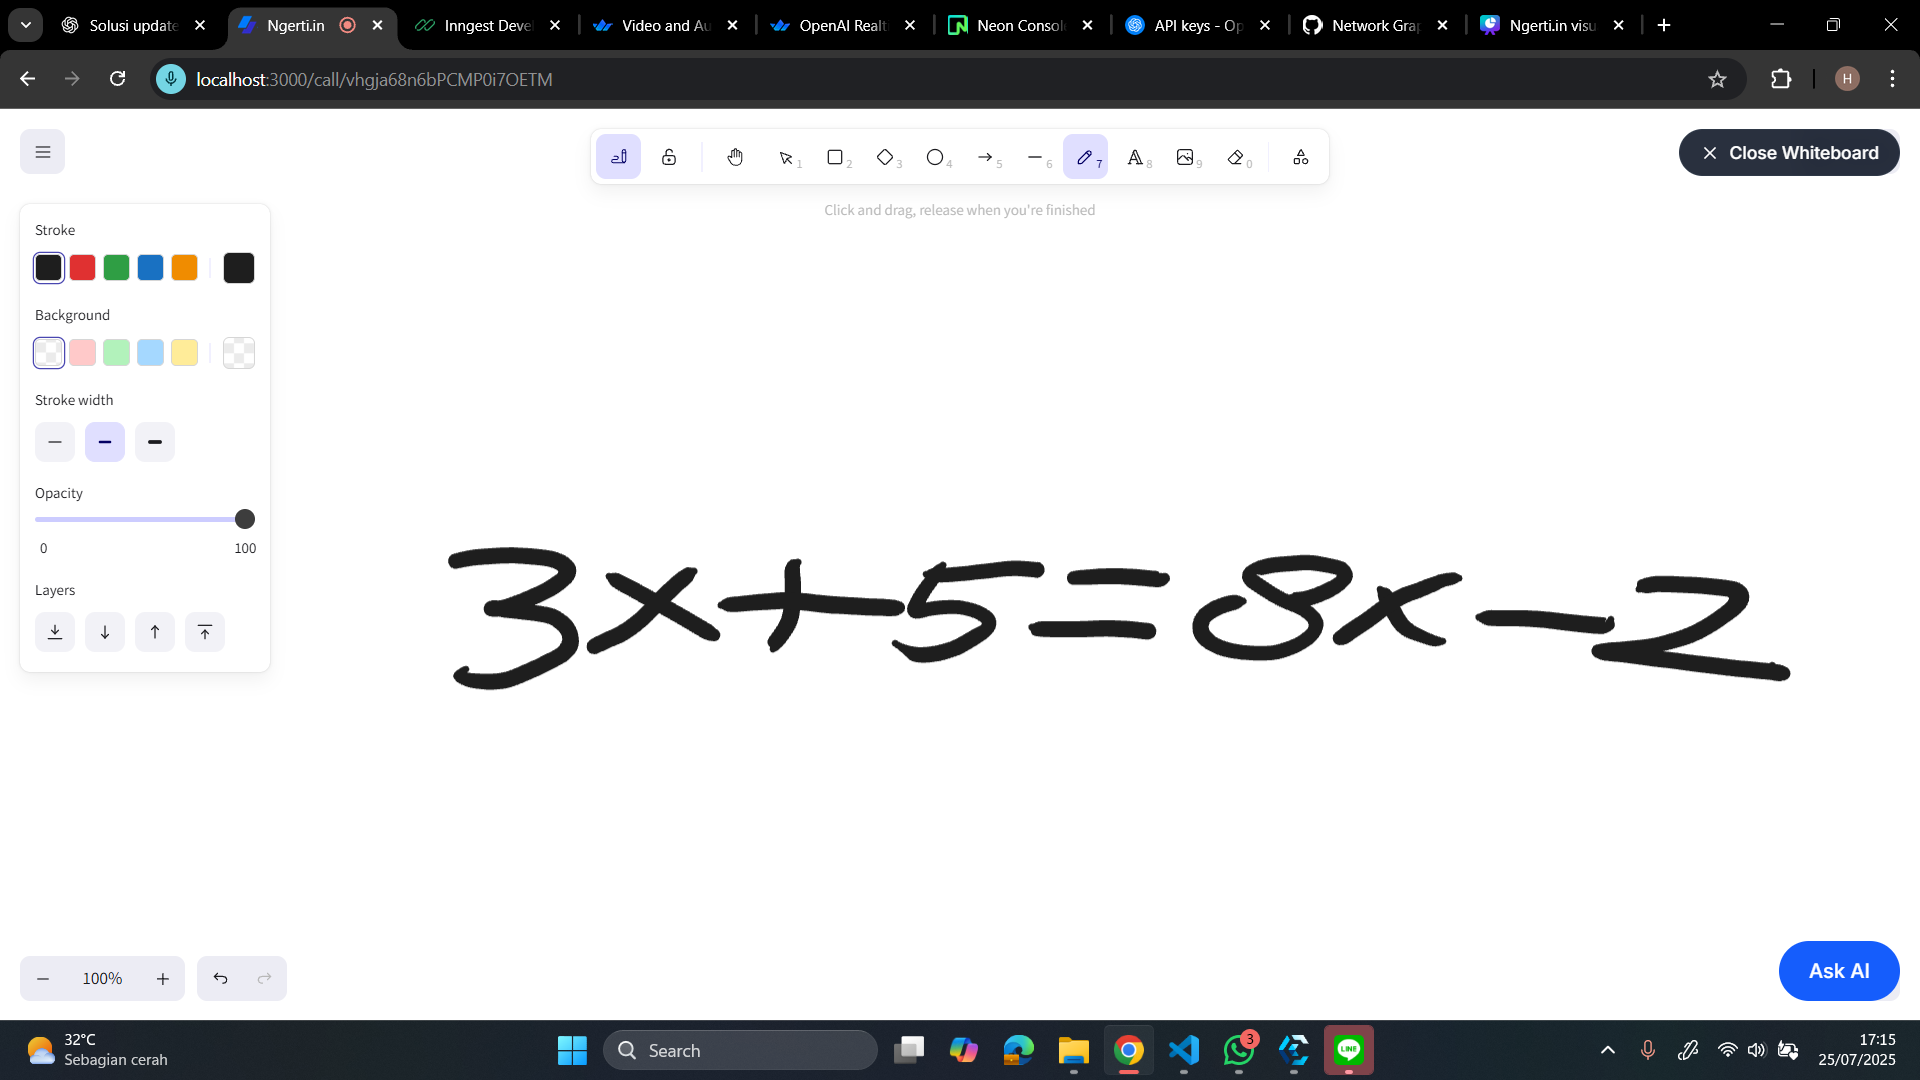 Solusi update
Ngerti.in
Inngest Deve
Video and Au
OpenAI Realt
Neon Consol
API keys - Op
Network Gra
Ngerti.in visu
localhost:3000/call/vhgja68n6bPCMP0i7OETM
H
1 2 3 4 5 6 7 8 9 0
Close Whiteboard
Click and drag, release when you're finished
Stroke
Background
Stroke width
Opacity
0 100
Layers
3x+5=8x-2
100%
Ask AI
32°C
Sebagian cerah
Search
3
LINE
17:15
25/07/2025